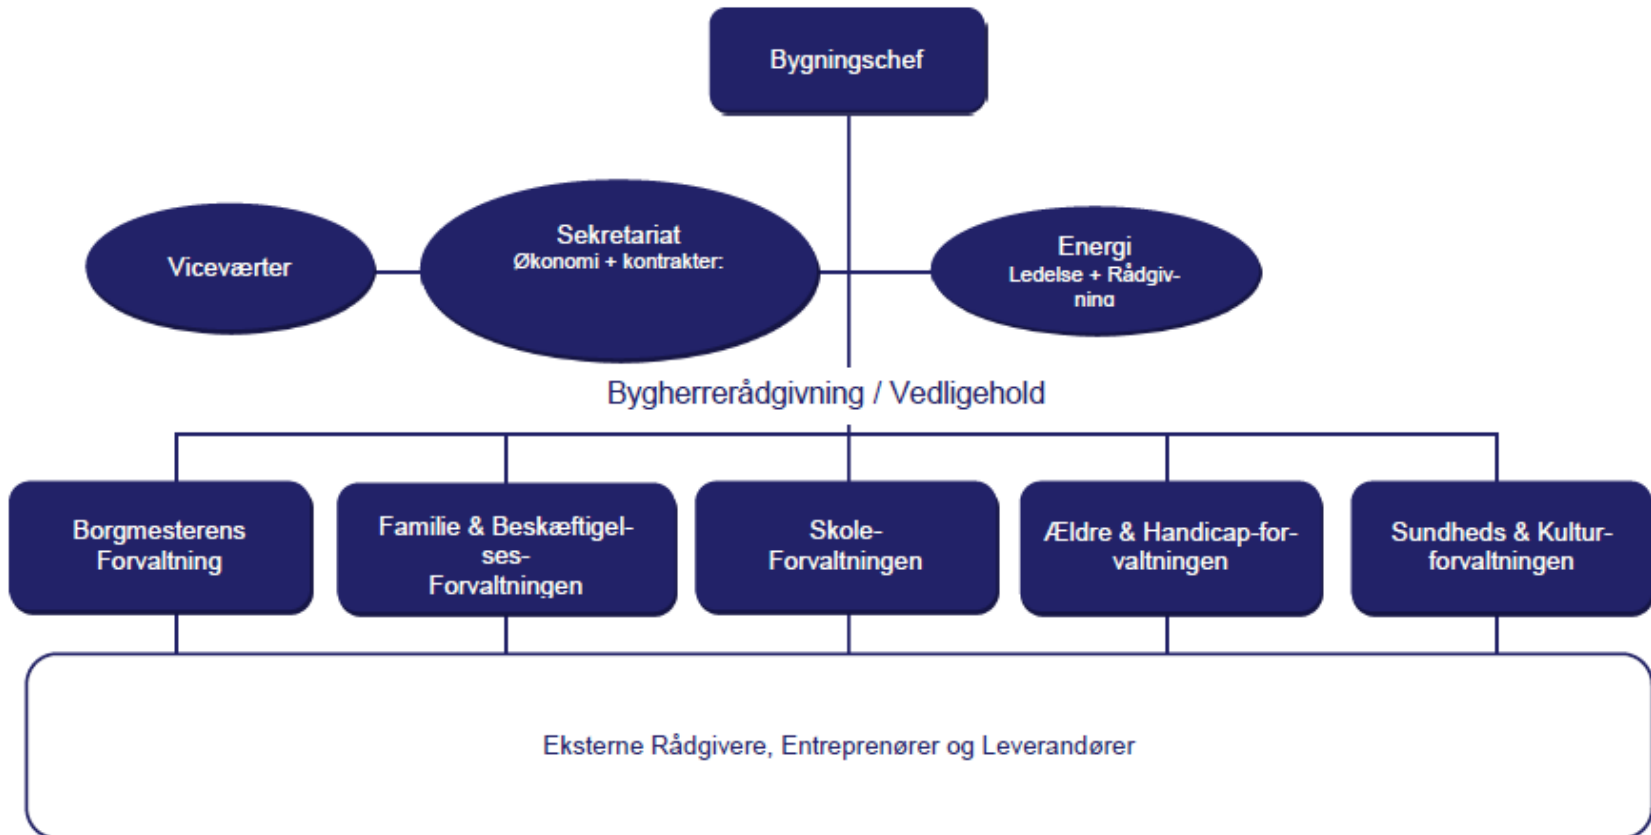 Bygningschef
Viceværter
Sekretariat
Økonomi + kontrakter:
Energi
Ledelse + Rådgiv-
ning
Bygherrerådgivning / Vedligehold
Borgmesterens
Forvaltning
Familie & Beskæftigel-
ses-
Forvaltningen
Skole-
Forvaltningen
Ældre & Handicap-for-
valtningen
Sundheds & Kultur-
forvaltningen
Eksterne Rådgivere, Entreprenører og Leverandører